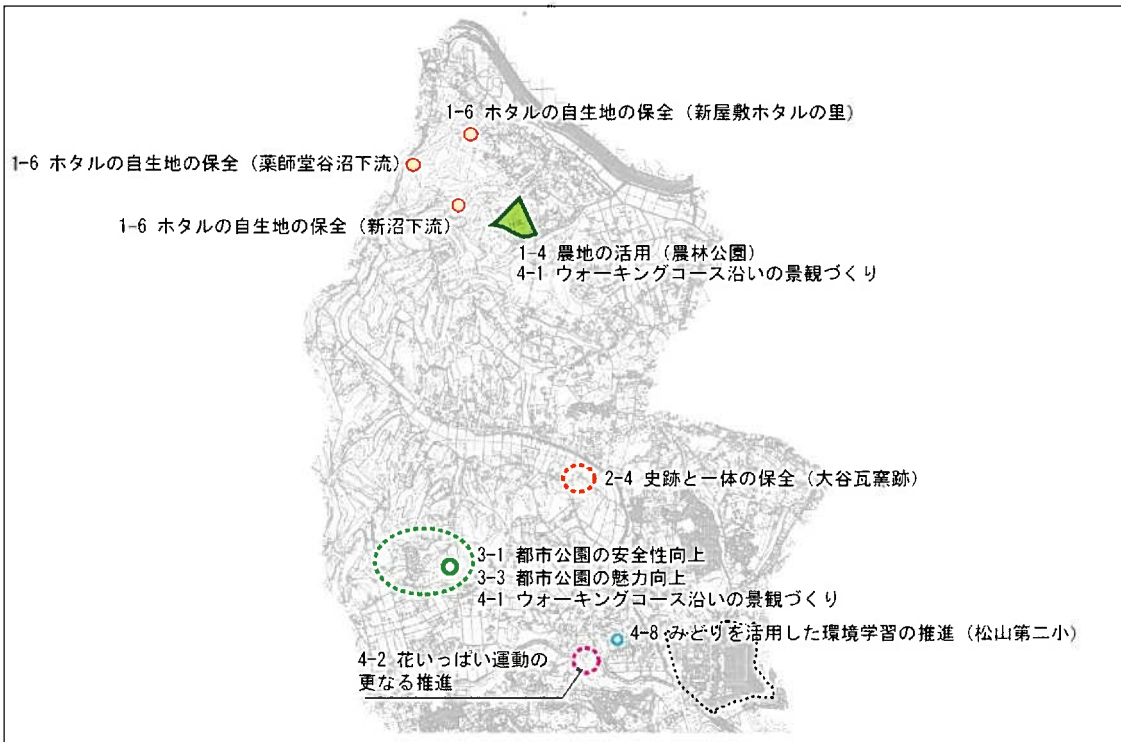 1-6 ホタルの自生地の保全（新屋敷ホタルの里）
1-6 ホタルの自生地の保全（薬師堂谷沼下流）
1-6 ホタルの自生地の保全（新沼下流）
1-4 農地の活用（農林公園）
4-1 ウォーキングコース沿いの景観づくり
2-4 史跡と一体の保全（大谷瓦窯跡）
3-1 都市公園の安全性向上
3-3 都市公園の魅力向上
4-1 ウォーキングコース沿いの景観づくり
4-8 みどりを活用した環境学習の推進（松山第二小）
4-2 花いっぱい運動の
更なる推進